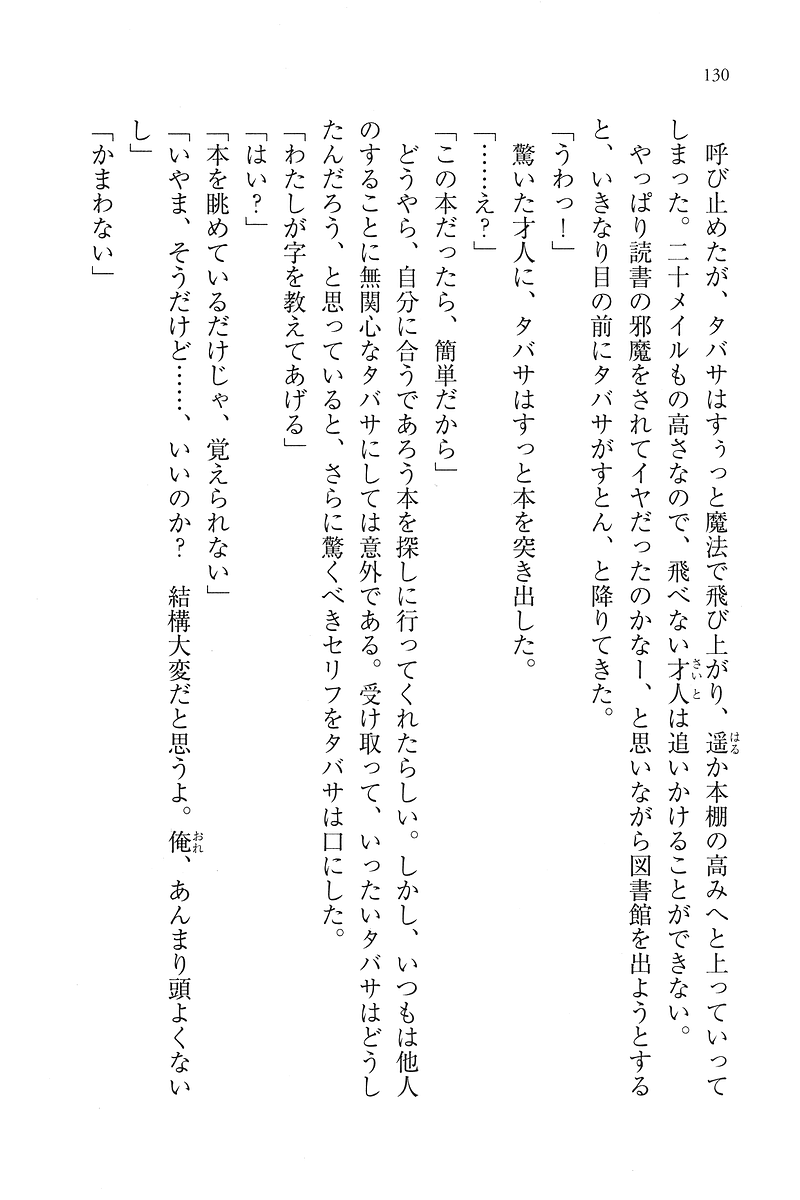 130
呼び止めたが、タバサはすぅっと魔法で飛び上がり、遥か本棚の高みへと上っていって
しまった。二十メイルもの高さなので、飛べない才人は追いかけることができない。
やっぱり読書の邪魔をされてイヤだったのかなー、と思いながら図書館を出ようとする
と、いきなり目の前にタバサがすとん、と降りてきた。
「うわっ!」
驚いた才人に、タバサはすっと本を突き出した。
「……え?」
「この本だったら、簡単だから」
どうやら、自分に合うであろう本を探しに行ってくれたらしい。しかし、いつもは他人
のすることに無関心なタバサにしては意外である。受け取って、いったいタバサはどうし
たんだろう、と思っていると、さらに驚くべきセリフをタバサは口にした。
「わたしが字を教えてあげる」
「はい?」
「本を眺めているだけじゃ、覚えられない」
「いやま、そうだけど……、いいのか? 結構大変だと思うよ。俺、あんまり頭よくない
し」
「かまわない」